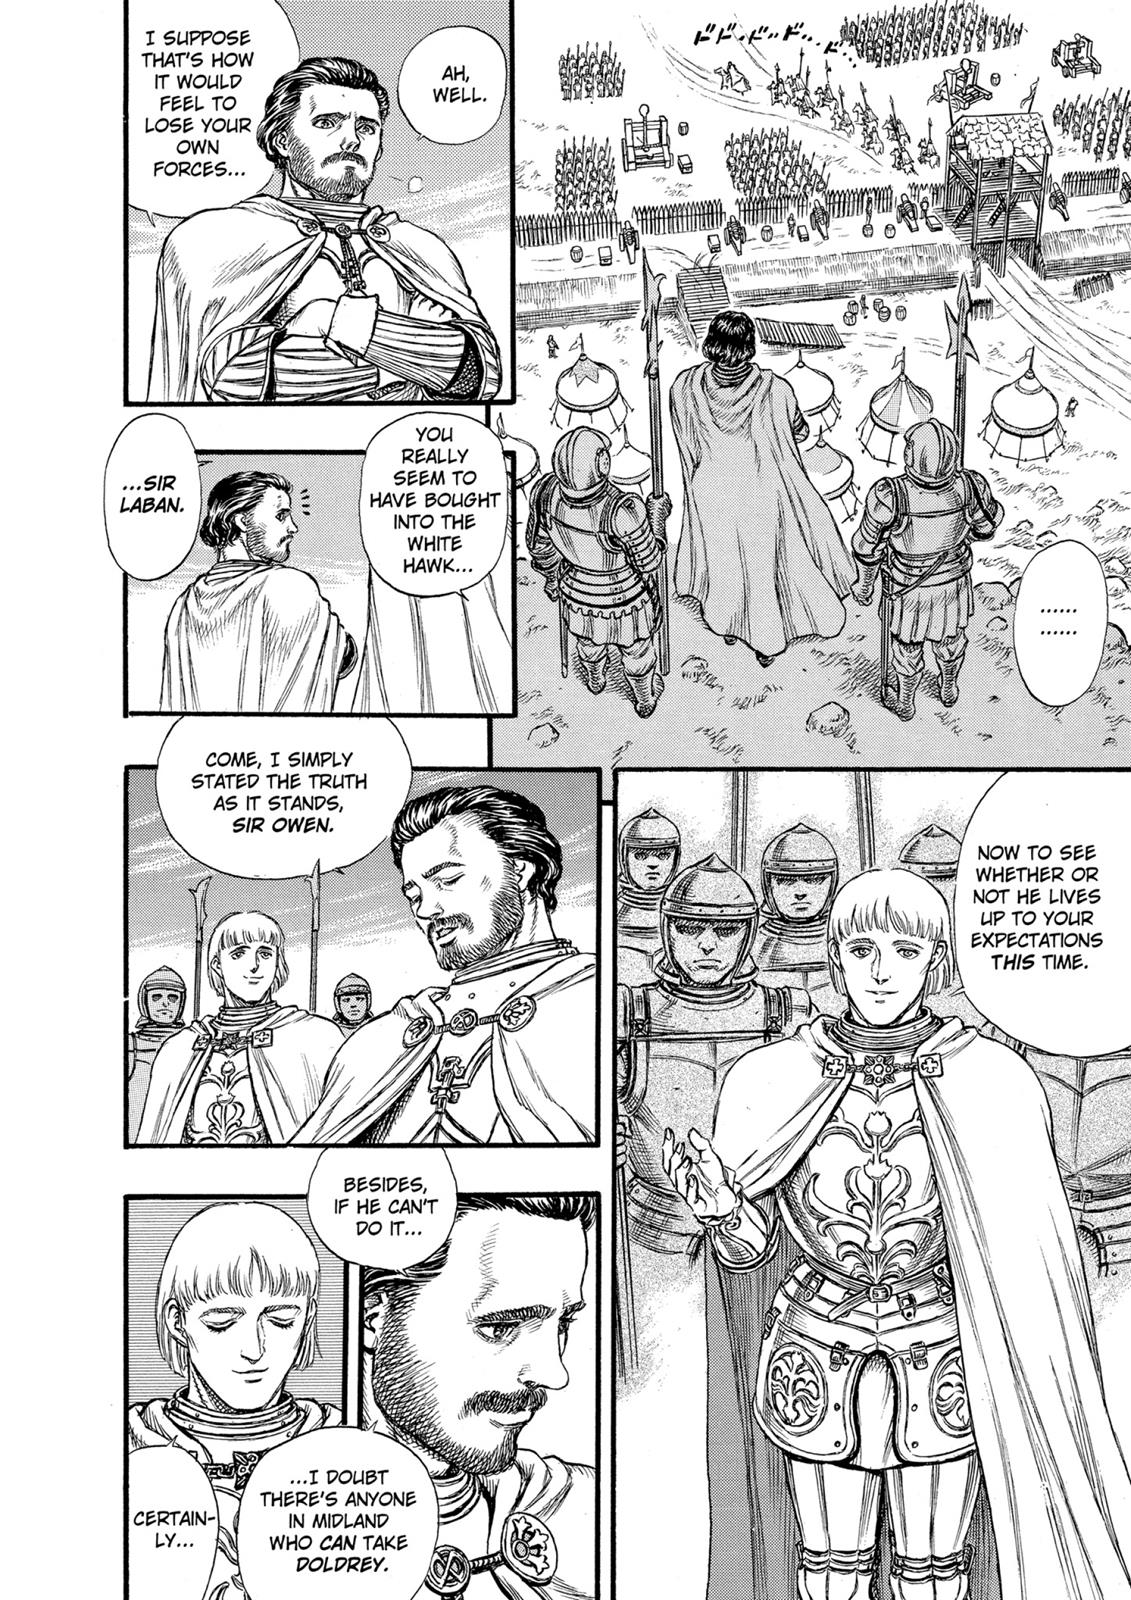 ドドドドド
......
......
AH,
WELL.
I SUPPOSE
THAT'S HOW
IT WOULD
FEEL TO
LOSE YOUR
OWN
FORCES...
YOU
REALLY
SEEM TO
HAVE BOUGHT
INTO THE
WHITE
HAWK...
...SIR
LABAN.
NOW TO SEE
WHETHER OR
NOT HE LIVES
UP TO YOUR
EXPECTATIONS
THIS TIME.
COME, I SIMPLY
STATED THE TRUTH
AS IT STANDS,
SIR OWEN.
BESIDES,
IF HE CAN'T
DO IT...
...I DOUBT
THERE'S ANYONE
IN MIDLAND
WHO CAN TAKE
DOLDREY.
CERTAIN-
LY...